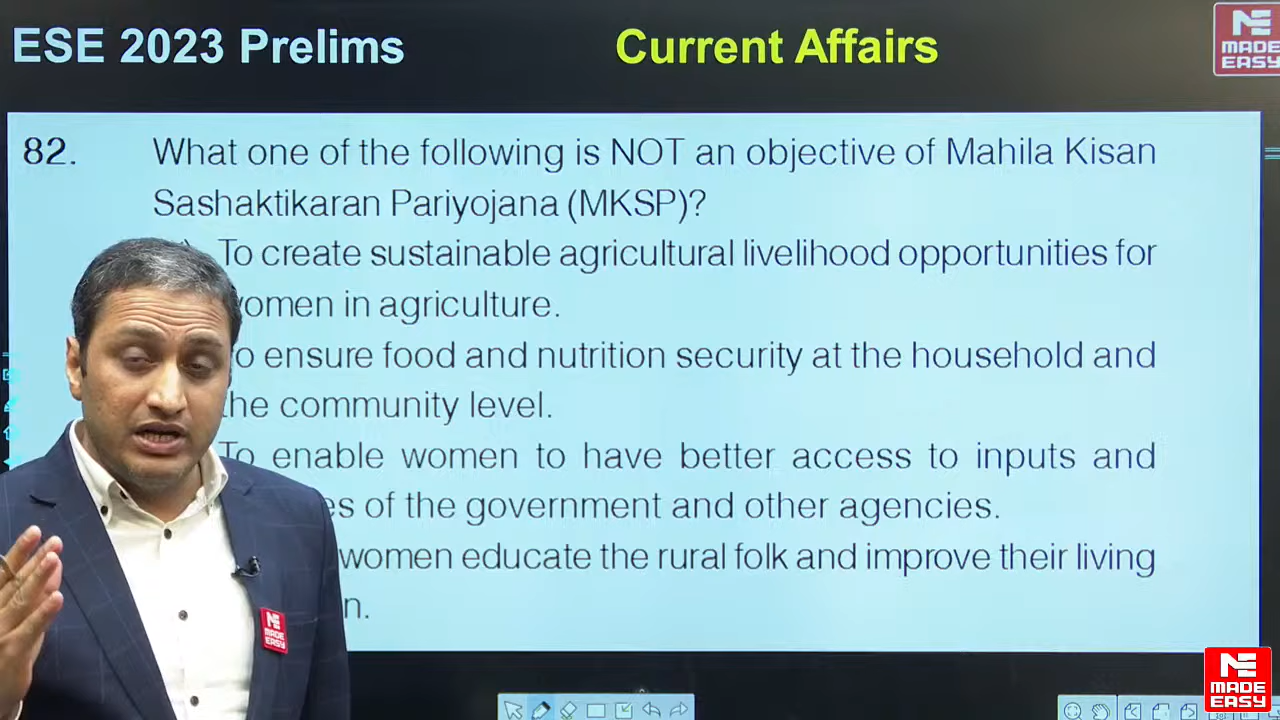 ESE 2023 Prelims Current Affairs
MADE EASY
82. What one of the following is NOT an objective of Mahila Kisan
Sashaktikaran Pariyojana (MKSP)?
To create sustainable agricultural livelihood opportunities for
women in agriculture.
To ensure food and nutrition security at the household and
the community level.
To enable women to have better access to inputs and
of the government and other agencies.
women educate the rural folk and improve their living
MADE EASY
MADE EASY